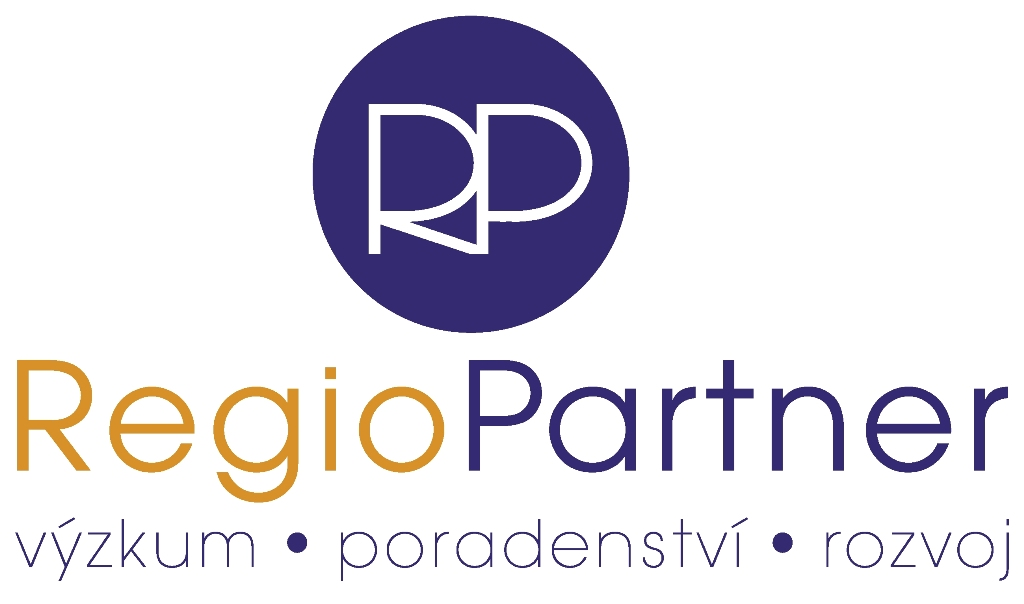 RP
RegioPartner
výzkum • poradenství • rozvoj